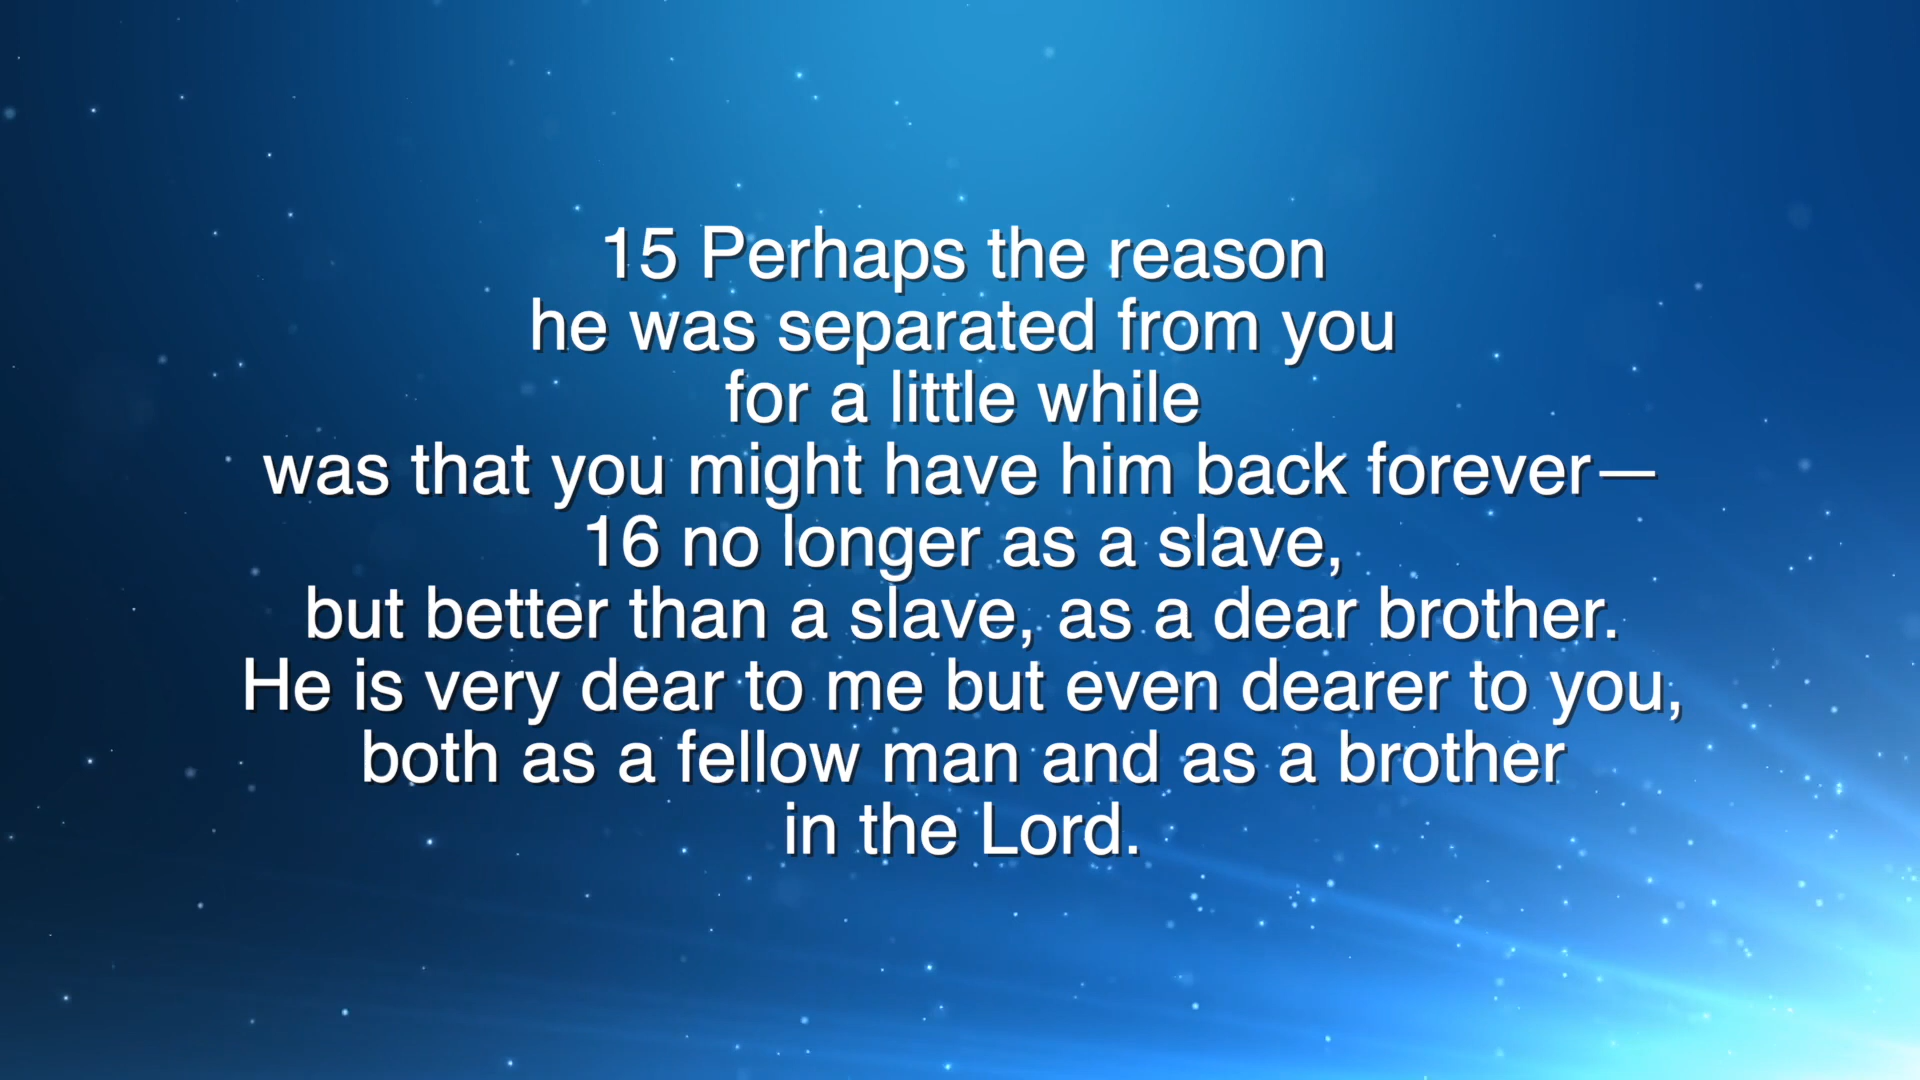 15 Perhaps the reason
he was separated from you
for a little while
was that you might have him back forever—
16 no longer as a slave,
but better than a slave, as a dear brother.
He is very dear to me but even dearer to you,
both as a fellow man and as a brother
in the Lord.